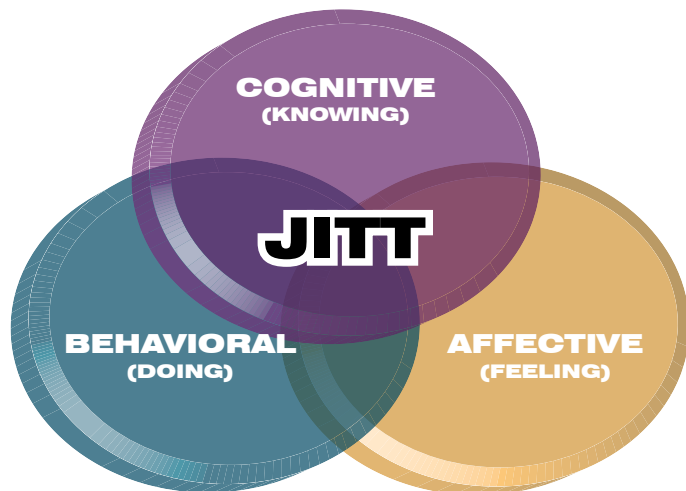 COGNITIVE
(KNOWING)
JITT
BEHAVIORAL
(DOING)
AFFECTIVE
(FEELING)